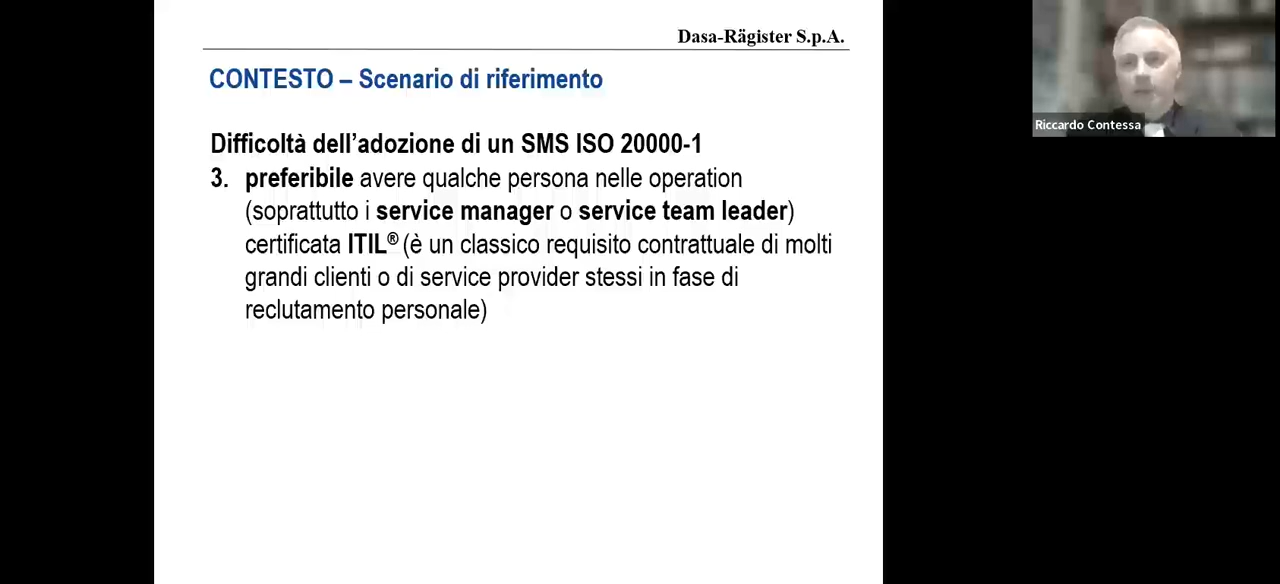 Dasa-Rägister S.p.A.
CONTESTO – Scenario di riferimento
Difficoltà dell’adozione di un SMS ISO 20000-1
3. preferibile avere qualche persona nelle operation
(soprattutto i service manager o service team leader)
certificata ITIL® (è un classico requisito contrattuale di molti
grandi clienti o di service provider stessi in fase di
reclutamento personale)
Riccardo Contessa